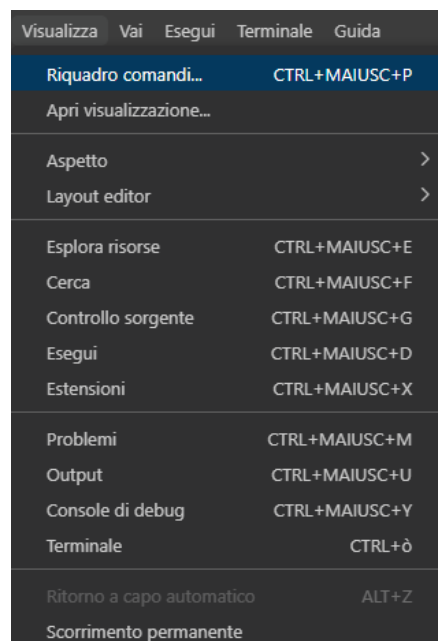 Visualizza Vai Esegui Terminale Guida
Riquadro comandi... CTRL+MAIUSC+P
Apri visualizzazione...
Aspetto
Layout editor
Esplora risorse CTRL+MAIUSC+E
Cerca CTRL+MAIUSC+F
Controllo sorgente CTRL+MAIUSC+G
Esegui CTRL+MAIUSC+D
Estensioni CTRL+MAIUSC+X
Problemi CTRL+MAIUSC+M
Output CTRL+MAIUSC+U
Console di debug CTRL+MAIUSC+Y
Terminale CTRL+ò
Ritorno a capo automatico ALT+Z
Scorrimento permanente